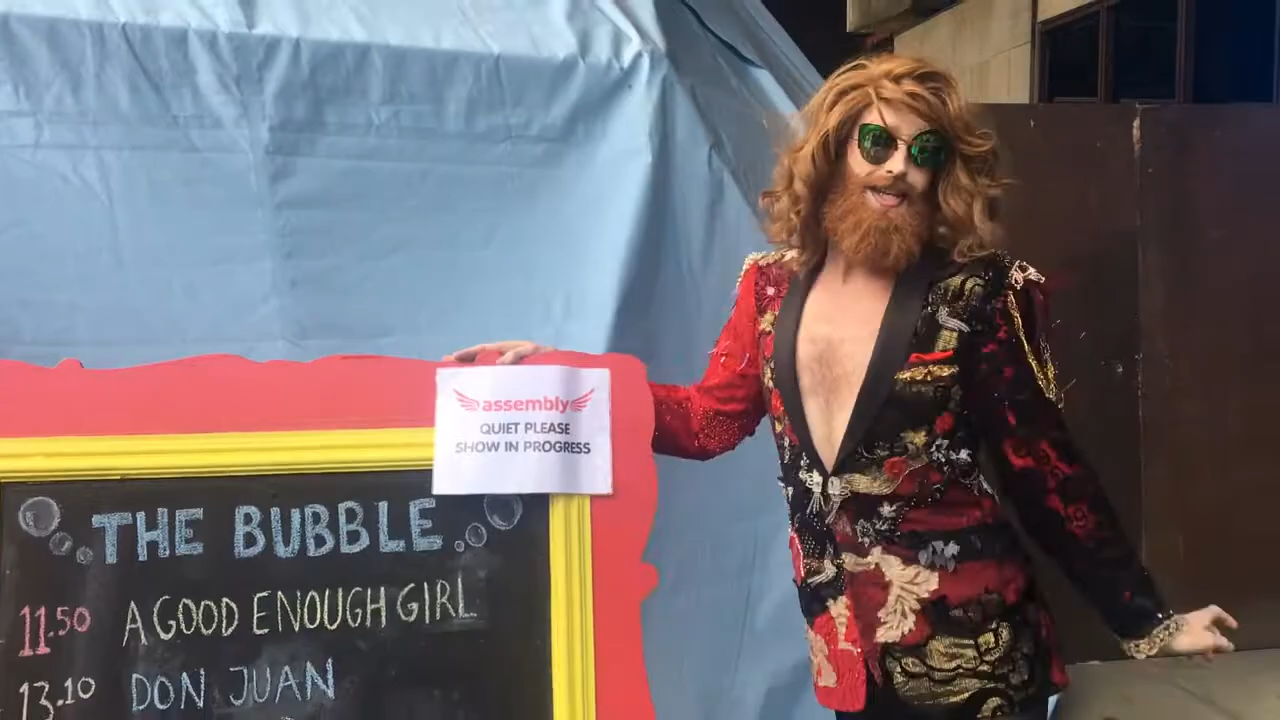 assembly
QUIET PLEASE
SHOW IN PROGRESS
THE BUBBLE
11.50 A GOOD ENOUGH GIRL
13.10 DON JUAN